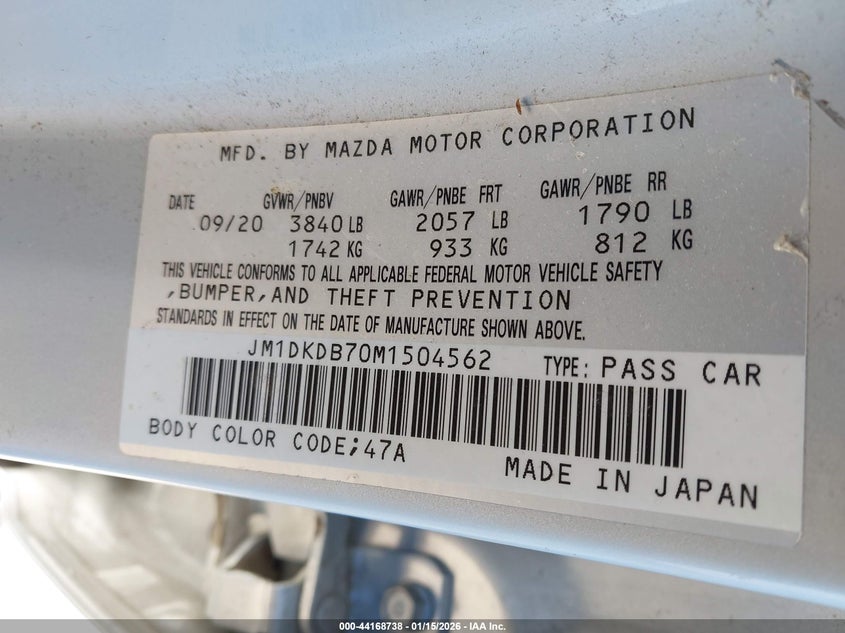 MFD. BY MAZDA MOTOR CORPORATION
DATE GVWR/PNBV GAWR/PNBE FRT GAWR/PNBE RR
09/20 3840 LB 2057 LB 1790 LB
1742 KG 933 KG 812 KG
THIS VEHICLE CONFORMS TO ALL APPLICABLE FEDERAL MOTOR VEHICLE SAFETY
,BUMPER,AND THEFT PREVENTION
STANDARDS IN EFFECT ON THE DATE OF MANUFACTURE SHOWN ABOVE.
JM1DKDB70M1504562 TYPE: PASS CAR
BODY COLOR CODE;47A
MADE IN JAPAN
000-44168738 - 01/15/2026 - IAA Inc.